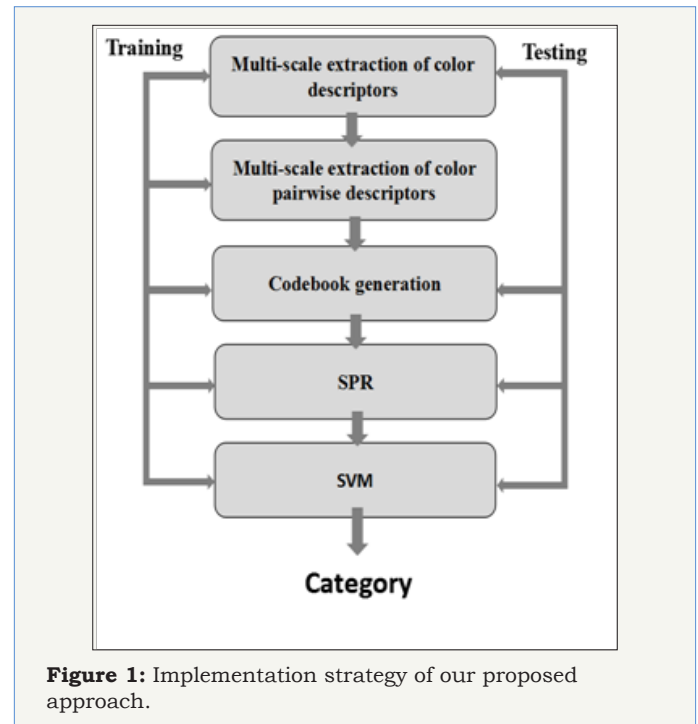 Training
Testing
Multi-scale extraction of color
descriptors
Multi-scale extraction of color
pairwise descriptors
Codebook generation
SPR
SVM
Category
Figure 1: Implementation strategy of our proposed
approach.